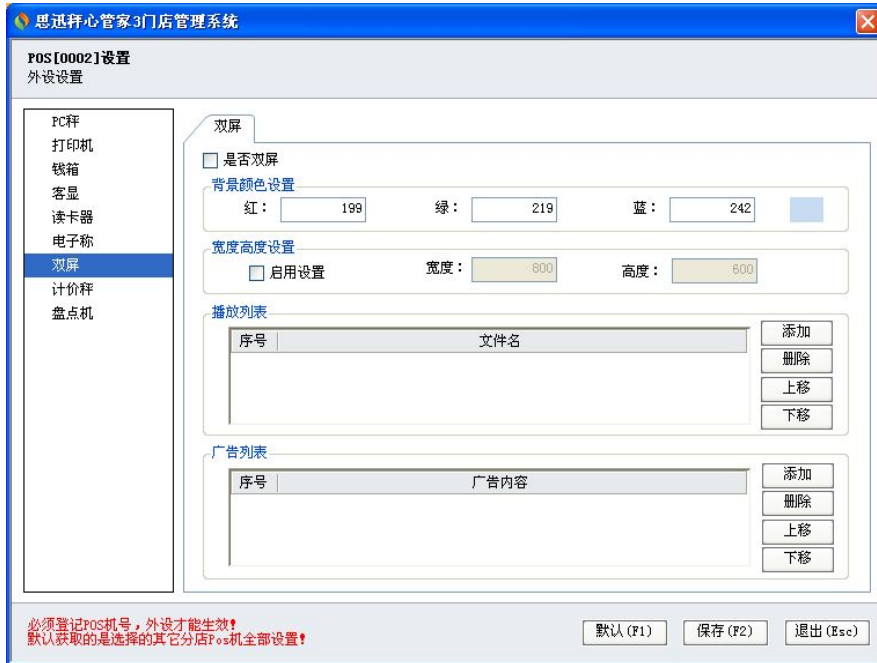 思迅秤心管家3门店管理系统
POS[0002]设置
外设设置
PC秤
打印机
钱箱
客显
读卡器
电子称
双屏
计价秤
盘点机
双屏
是否双屏
背景颜色设置
红： 199 绿： 219 蓝： 242
宽度高度设置
启用设置 宽度： 800 高度： 600
播放列表
序号 文件名
添加
删除
上移
下移
广告列表
序号 广告内容
添加
删除
上移
下移
必须登记POS机号，外设才能生效！
默认获取的是选择的其它分店Pos机全部设置！
默认(F1) 保存(F2) 退出(Esc)